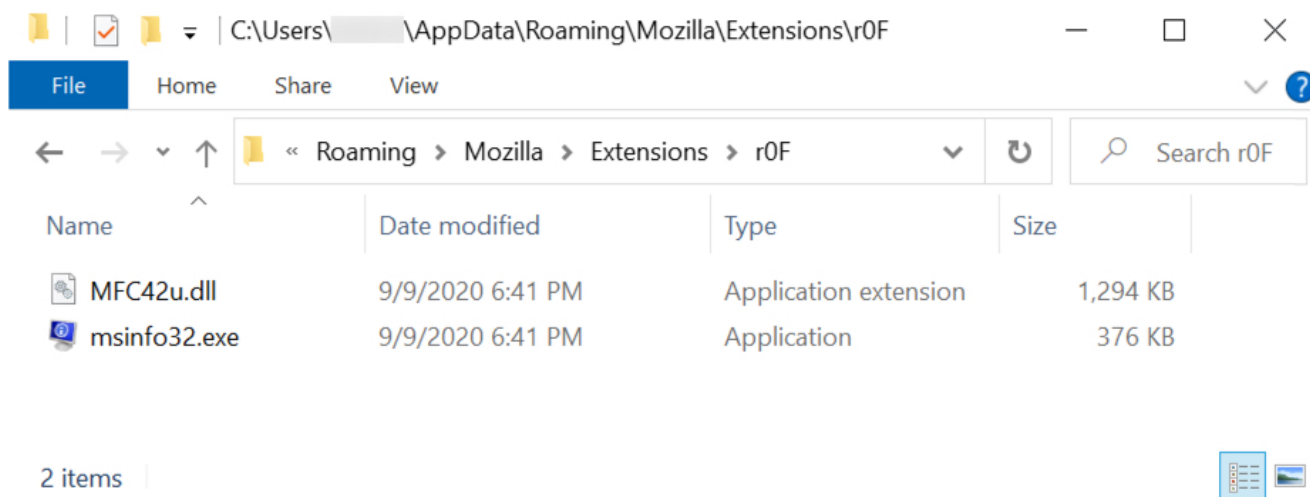 C:\Users\ \AppData\Roaming\Mozilla\Extensions\r0F
File Home Share View ?
« Roaming > Mozilla > Extensions > r0F Search r0F
Name Date modified Type Size
MFC42u.dll 9/9/2020 6:41 PM Application extension 1,294 KB
msinfo32.exe 9/9/2020 6:41 PM Application 376 KB
2 items